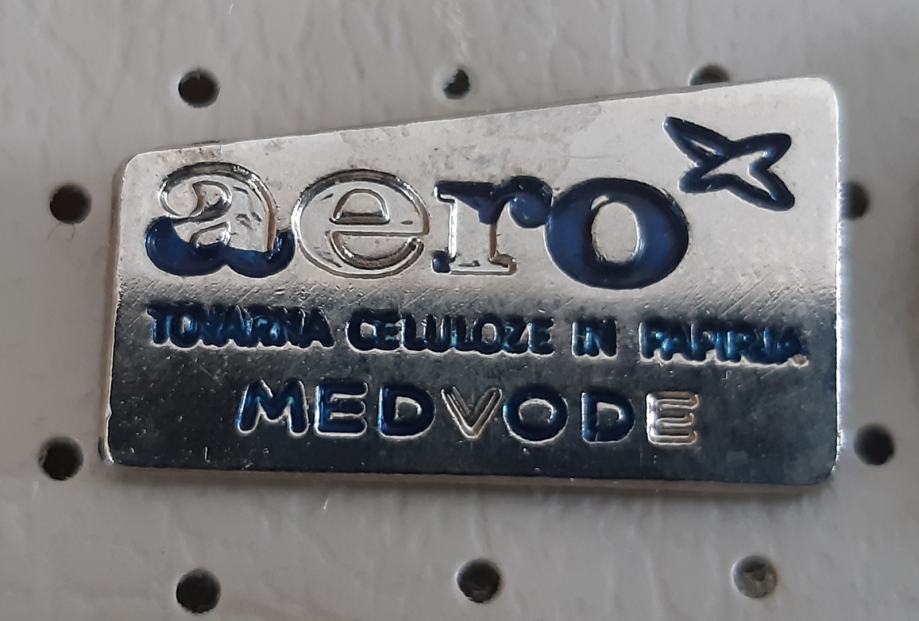 aero
TOVARNA CELULOZE IN PAPIRJA
MEDVODE